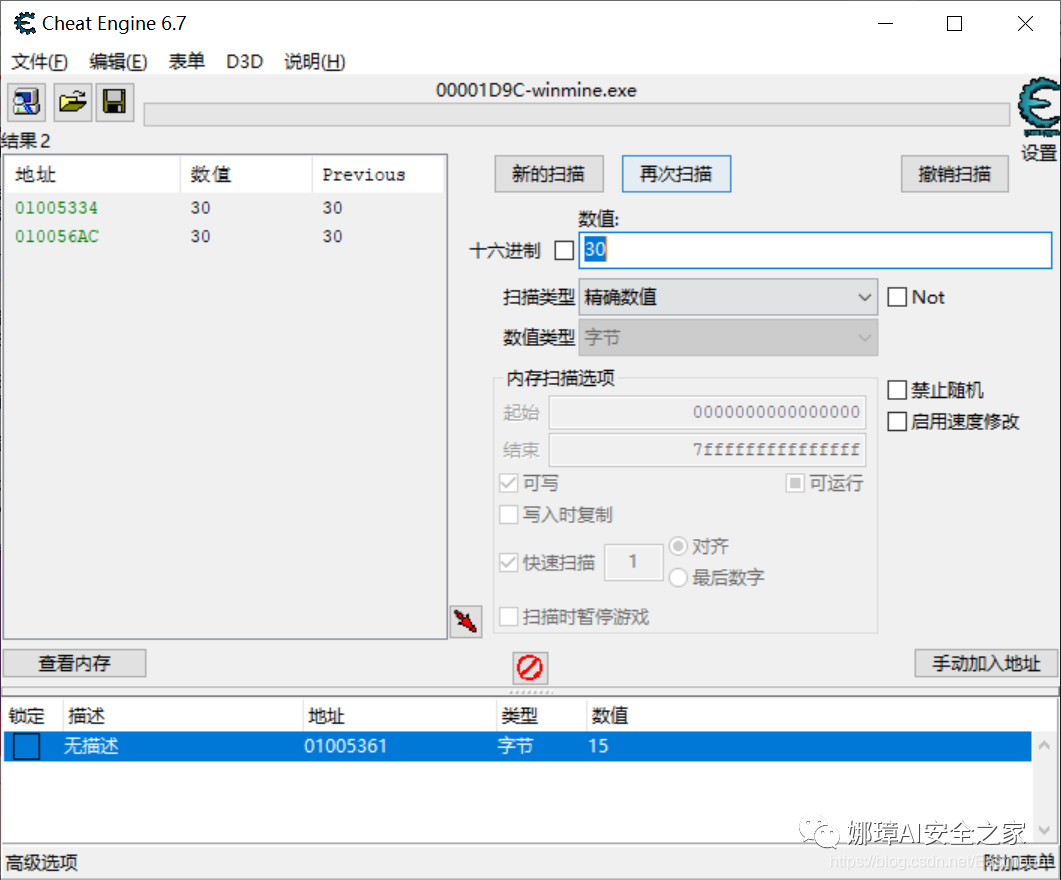 Cheat Engine 6.7
文件(F) 编辑(E) 表单 D3D 说明(H)
00001D9C-winmine.exe
结果 2
设置
地址 数值 Previous
01005334 30 30
010056AC 30 30
新的扫描 再次扫描 撤销扫描
数值:
十六进制 30
扫描类型 精确数值 Not
数值类型 字节
内存扫描选项
起始 0000000000000000
结束 7fffffffffffffff
禁止随机
启用速度修改
可写 可运行
写入时复制
快速扫描 1 对齐
最后数字
扫描时暂停游戏
查看内存 手动加入地址
锁定 描述 地址 类型 数值
无描述 01005361 字节 15
娜璋AI安全之家
高级选项 附加表单